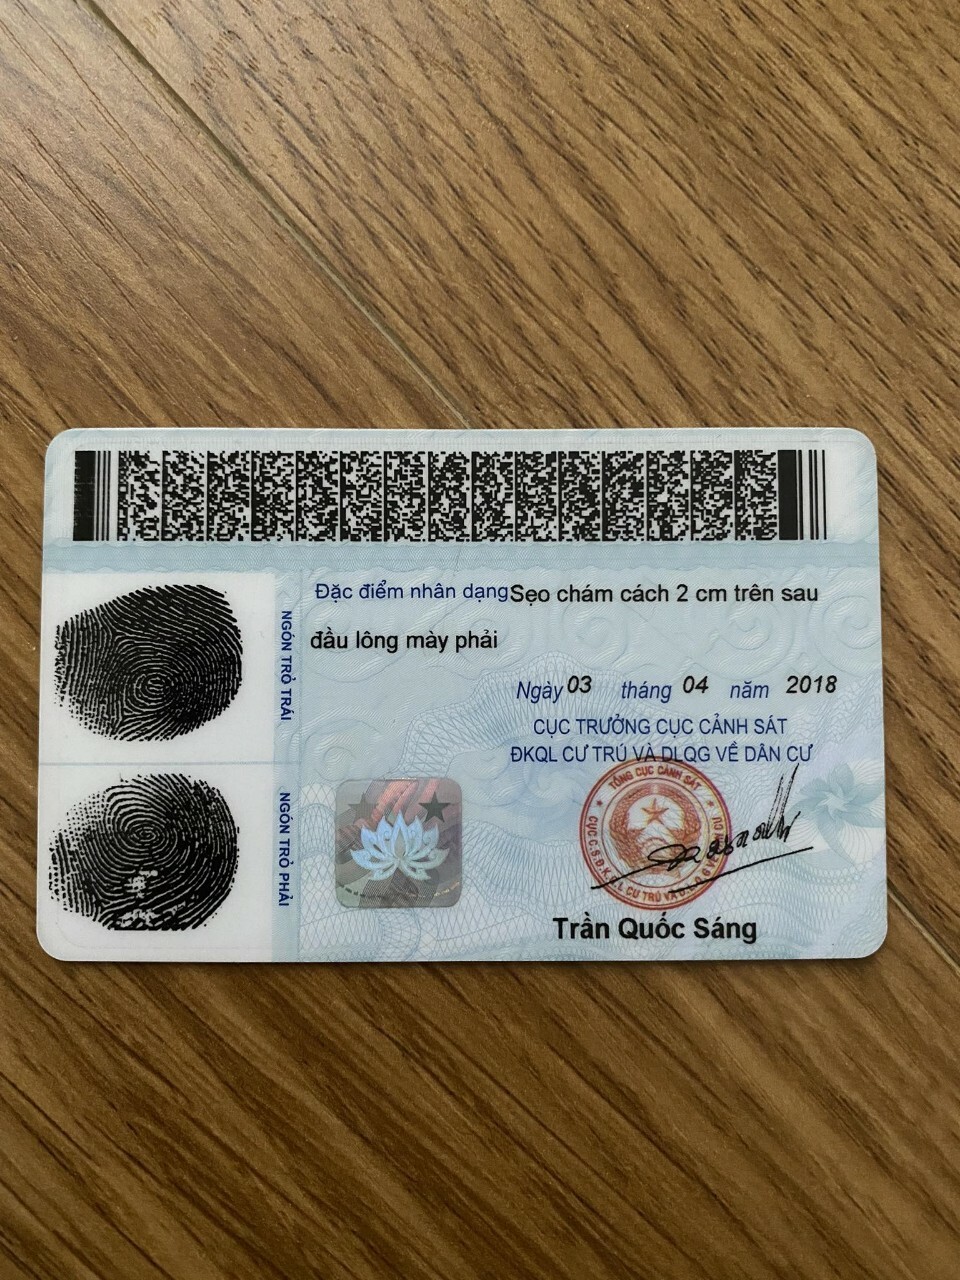 Đặc điểm nhân dạng Sẹo chám cách 2 cm trên sau
đầu lông mày phải
Ngày 03 tháng 04 năm 2018
CỤC TRƯỞNG CỤC CẢNH SÁT
ĐKQL CƯ TRÚ VÀ DLQG VỀ DÂN CƯ
TỔNG CỤC CẢNH SÁT
Trần Quốc Sáng
NGÓN TRỎ TRÁI
NGÓN TRỎ PHẢI